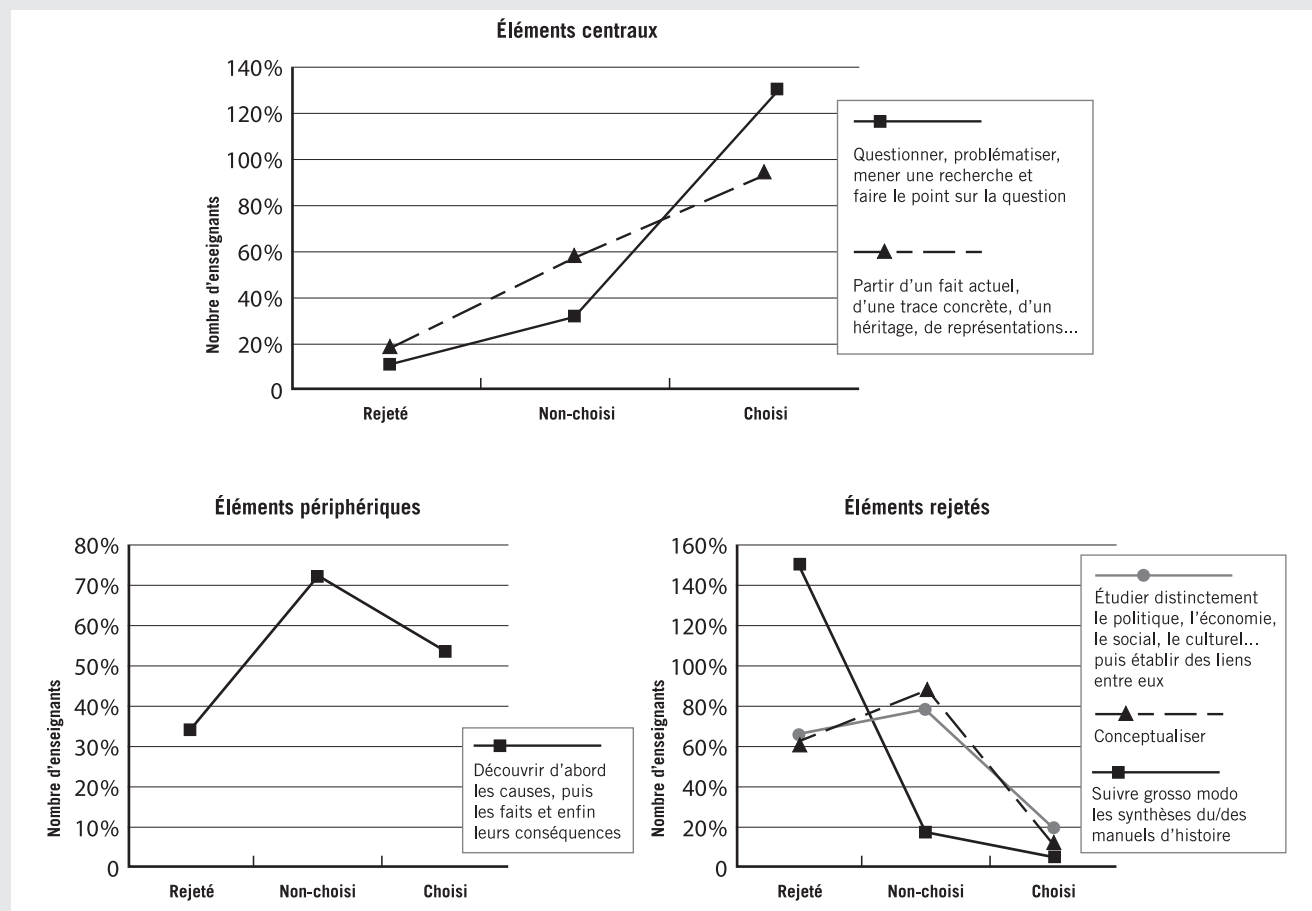 Éléments centraux
Nombre d'enseignants
140%
120%
100%
80%
60%
40%
20%
0
Rejeté
Non-choisi
Choisi
Questionner, problématiser,
mener une recherche et
faire le point sur la question
Partir d'un fait actuel,
d'une trace concrète, d'un
héritage, de représentations...
Éléments périphériques
Nombre d'enseignants
80%
70%
60%
50%
40%
30%
20%
10%
0
Rejeté
Non-choisi
Choisi
Découvrir d'abord
les causes, puis
les faits et enfin
leurs conséquences
Éléments rejetés
Nombre d'enseignants
160%
140%
120%
100%
80%
60%
40%
20%
0
Rejeté
Non-choisi
Choisi
Étudier distinctement
le politique, l'économie,
le social, le culturel...
puis établir des liens
entre eux
Conceptualiser
Suivre grosso modo
les synthèses du/des
manuels d'histoire